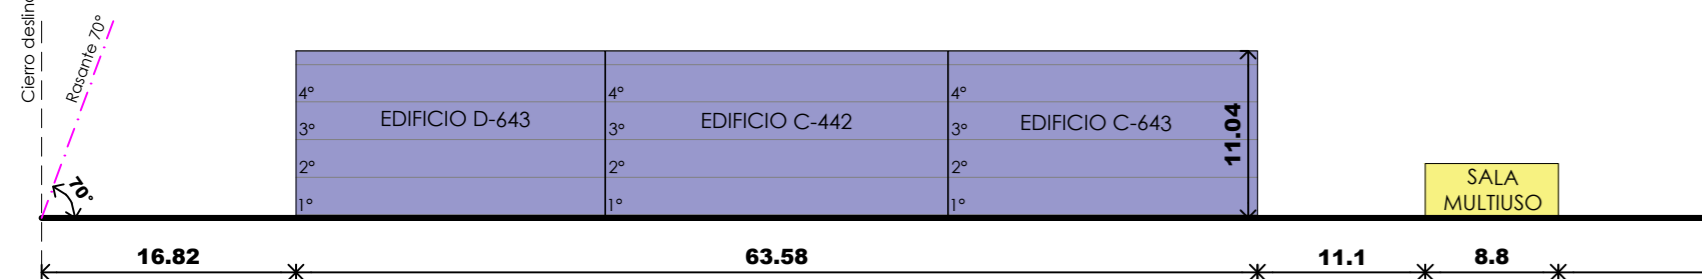 Cierro deslin
Rasante 70°
70°
4°
3°
2°
1°
EDIFICIO D-643
4°
3°
2°
1°
EDIFICIO C-442
4°
3°
2°
1°
EDIFICIO C-643
11.04
SALA
MULTIUSO
16.82
63.58
11.1
8.8